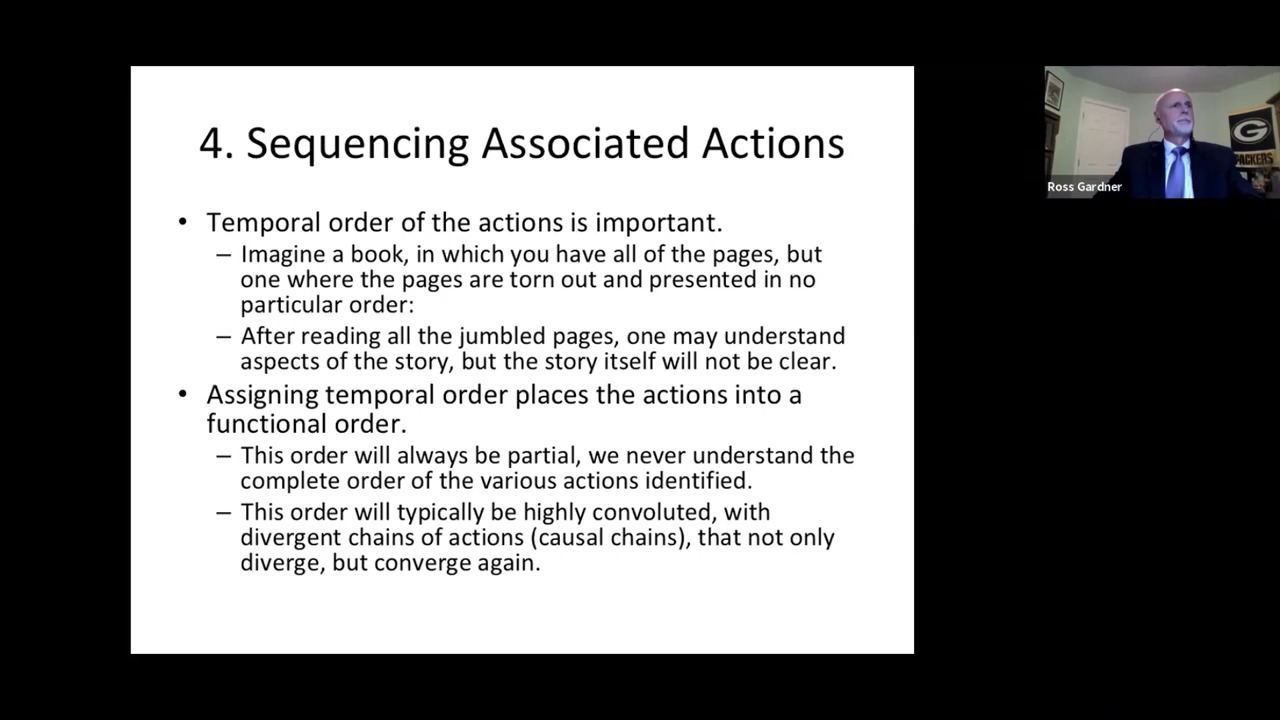 4. Sequencing Associated Actions
• Temporal order of the actions is important.
– Imagine a book, in which you have all of the pages, but
one where the pages are torn out and presented in no
particular order:
– After reading all the jumbled pages, one may understand
aspects of the story, but the story itself will not be clear.
• Assigning temporal order places the actions into a
functional order.
– This order will always be partial, we never understand the
complete order of the various actions identified.
– This order will typically be highly convoluted, with
divergent chains of actions (causal chains), that not only
diverge, but converge again.
G
PACKERS
Ross Gardner